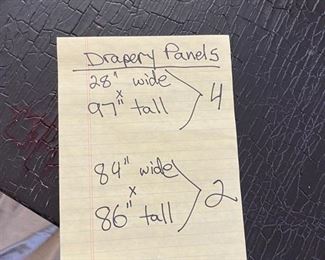 Drapery Panels
28" wide
x
97" tall
4
84" wide
x
86" tall
2